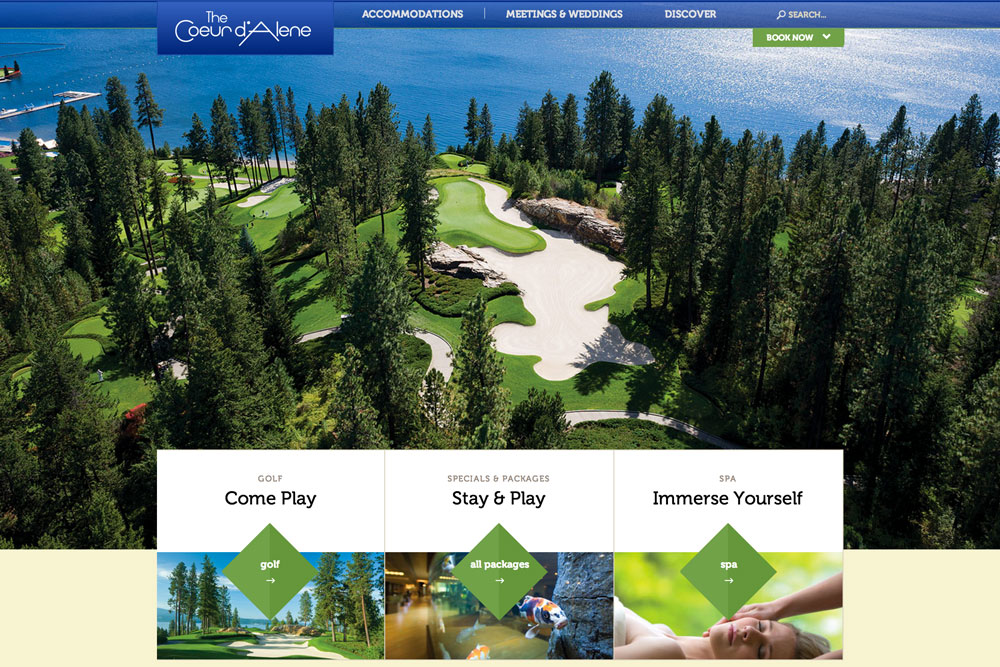 The
Coeur d'Alene
ACCOMMODATIONS
MEETINGS & WEDDINGS
DISCOVER
SEARCH...
BOOK NOW
GOLF
Come Play
golf
SPECIALS & PACKAGES
Stay & Play
all packages
SPA
Immerse Yourself
spa